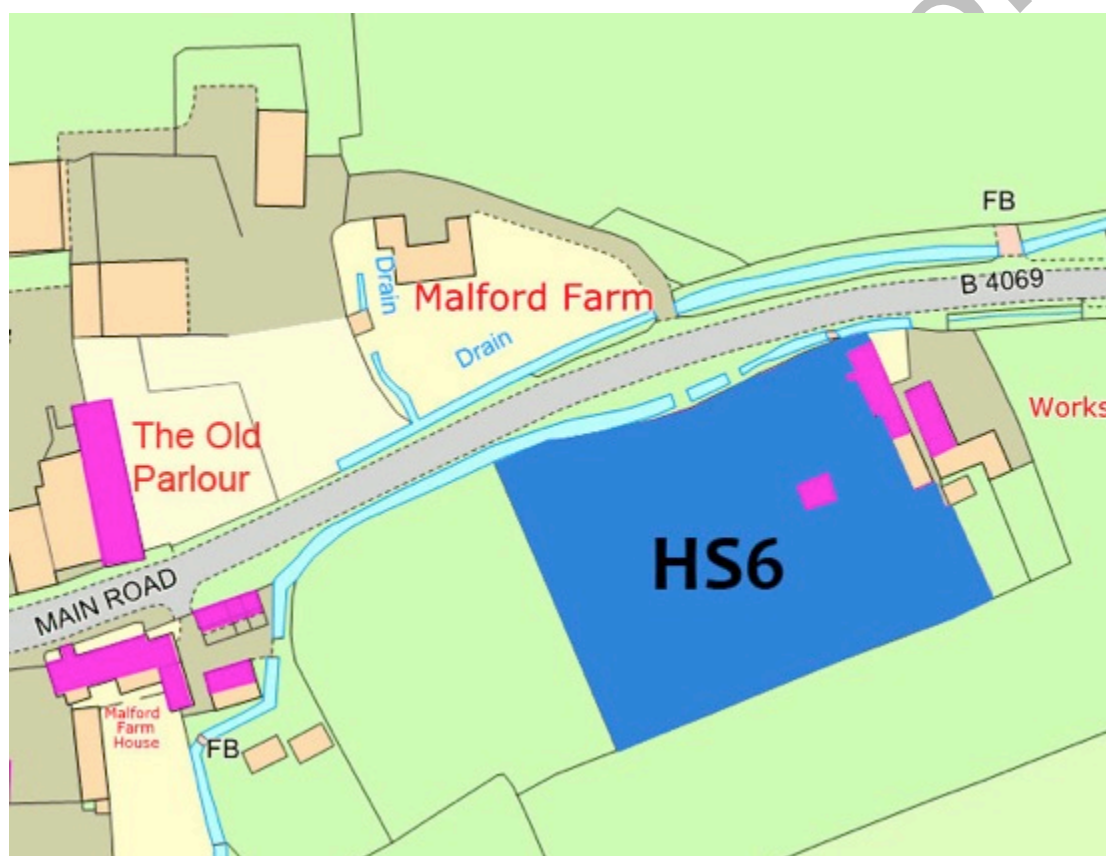 FB
B 4069
Drain
Malford Farm
Drain
Works
The Old
Parlour
HS6
MAIN ROAD
Malford
Farm
House
FB